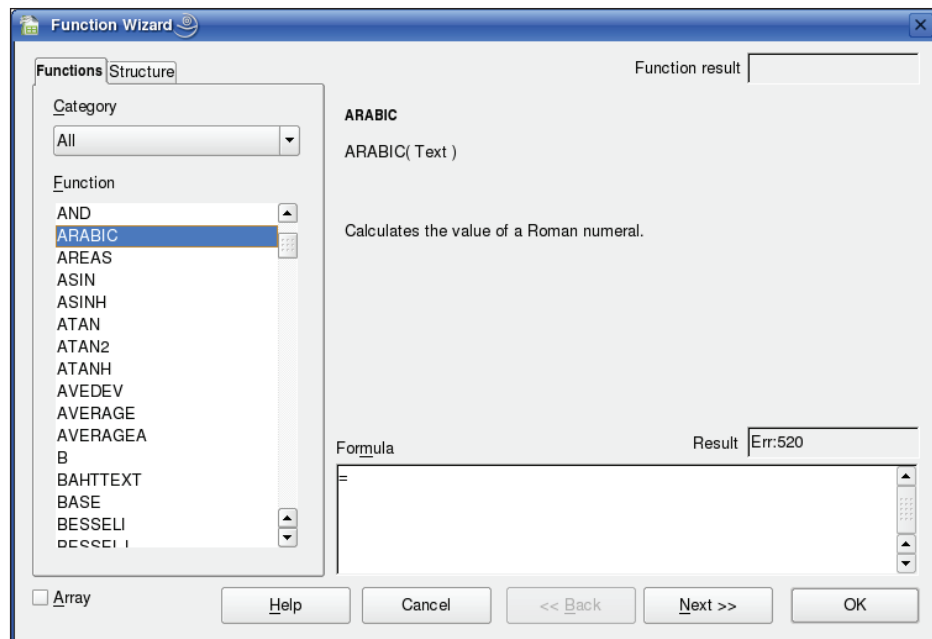 Function Wizard
Functions Structure
Function result
Category
All
Function
AND
ARABIC
AREAS
ASIN
ASINH
ATAN
ATAN2
ATANH
AVEDEV
AVERAGE
AVERAGEA
B
BAHTTEXT
BASE
BESSELI
BESSELJ
ARABIC
ARABIC( Text )
Calculates the value of a Roman numeral.
Formula
Result Err:520
=
Array
Help
Cancel
<< Back
Next >>
OK